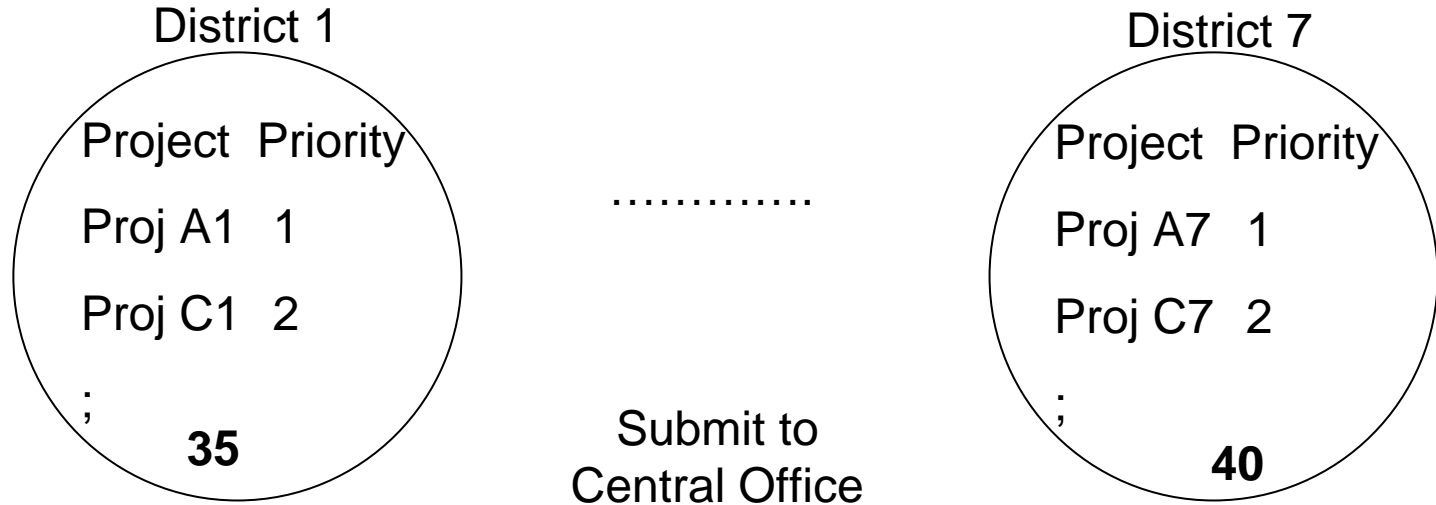 District 1
Project Priority
Proj A1 1
Proj C1 2
;
35
………….
Submit to
Central Office
District 7
Project Priority
Proj A7 1
Proj C7 2
;
40